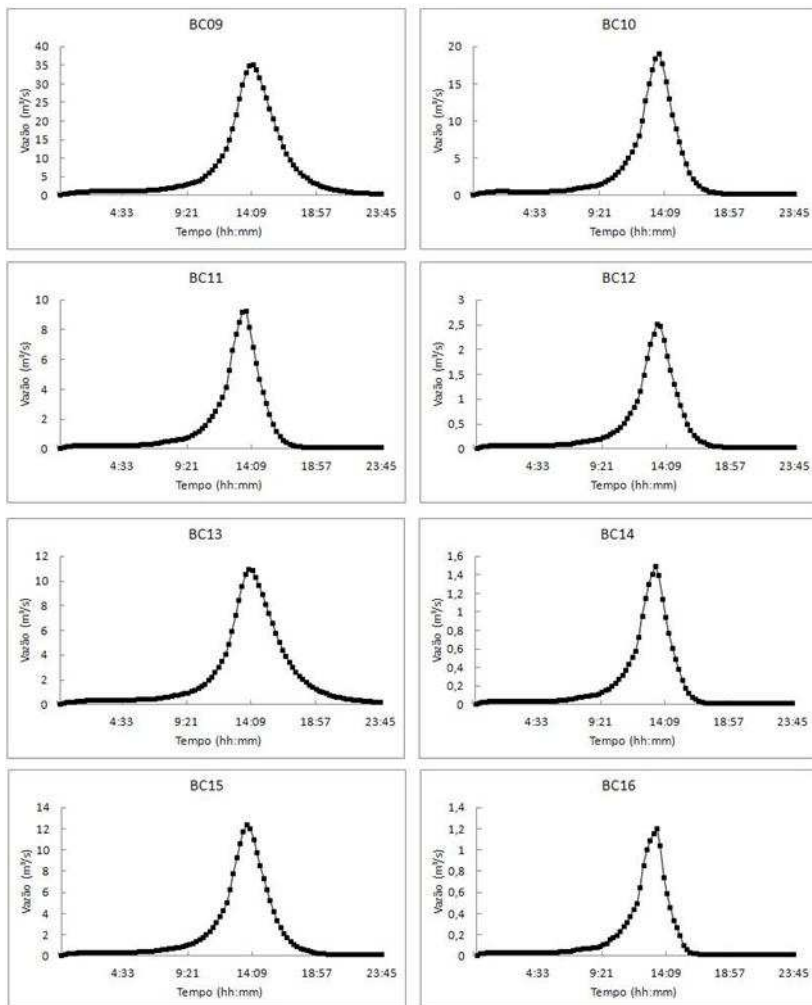 BC09
40
35
30
25
20
15
10
5
0
Vazão (m³/s)
4:33 9:21 14:09 18:57 23:45
Tempo (hh:mm)
BC10
20
15
10
5
0
Vazão (m³/s)
4:33 9:21 14:09 18:57 23:45
Tempo (hh:mm)
BC11
10
8
6
4
2
0
Vazão (m³/s)
4:33 9:21 14:09 18:57 23:45
Tempo (hh:mm)
BC12
3
2,5
2
1,5
1
0,5
0
Vazão (m³/s)
4:33 9:21 14:09 18:57 23:45
Tempo (hh:mm)
BC13
12
10
8
6
4
2
0
Vazão (m³/s)
4:33 9:21 14:09 18:57 23:45
Tempo (hh:mm)
BC14
1,6
1,4
1,2
1
0,8
0,6
0,4
0,2
0
Vazão (m³/s)
4:33 9:21 14:09 18:57 23:45
Tempo (hh:mm)
BC15
14
12
10
8
6
4
2
0
Vazão (m³/s)
4:33 9:21 14:09 18:57 23:45
Tempo (hh:mm)
BC16
1,4
1,2
1
0,8
0,6
0,4
0,2
0
Vazão (m³/s)
4:33 9:21 14:09 18:57 23:45
Tempo (hh:mm)